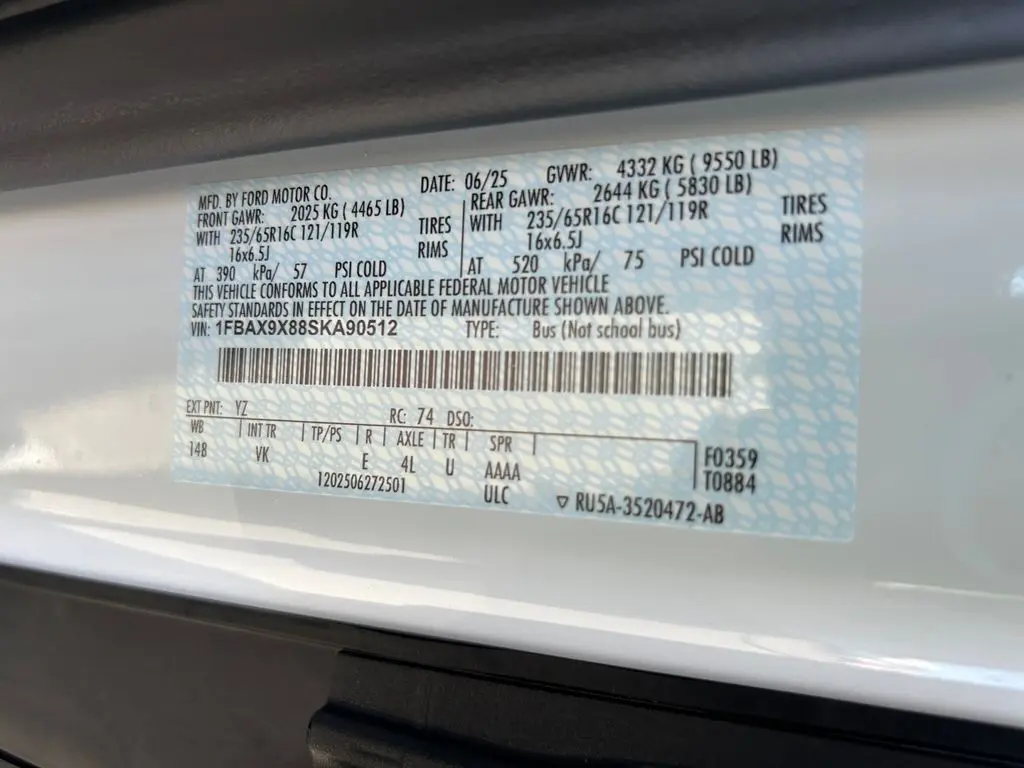 MFD. BY FORD MOTOR CO. DATE: 06/25 GVWR: 4332 KG ( 9550 LB)
FRONT GAWR: 2025 KG ( 4465 LB) REAR GAWR: 2644 KG ( 5830 LB)
WITH 235/65R16C 121/119R TIRES WITH 235/65R16C 121/119R TIRES
16x6.5J RIMS 16x6.5J RIMS
AT 390 kPa/ 57 PSI COLD AT 520 kPa/ 75 PSI COLD
THIS VEHICLE CONFORMS TO ALL APPLICABLE FEDERAL MOTOR VEHICLE
SAFETY STANDARDS IN EFFECT ON THE DATE OF MANUFACTURE SHOWN ABOVE.
VIN: 1FBAX9X88SKA90512 TYPE: Bus (Not school bus)
EXT PNT: YZ RC: 74 DSO:
WB INT TR TP/PS R AXLE TR SPR
148 VK E 4L U AAAA F0359
1202506272501 ULC T0884
▽ RU5A-3520472-AB